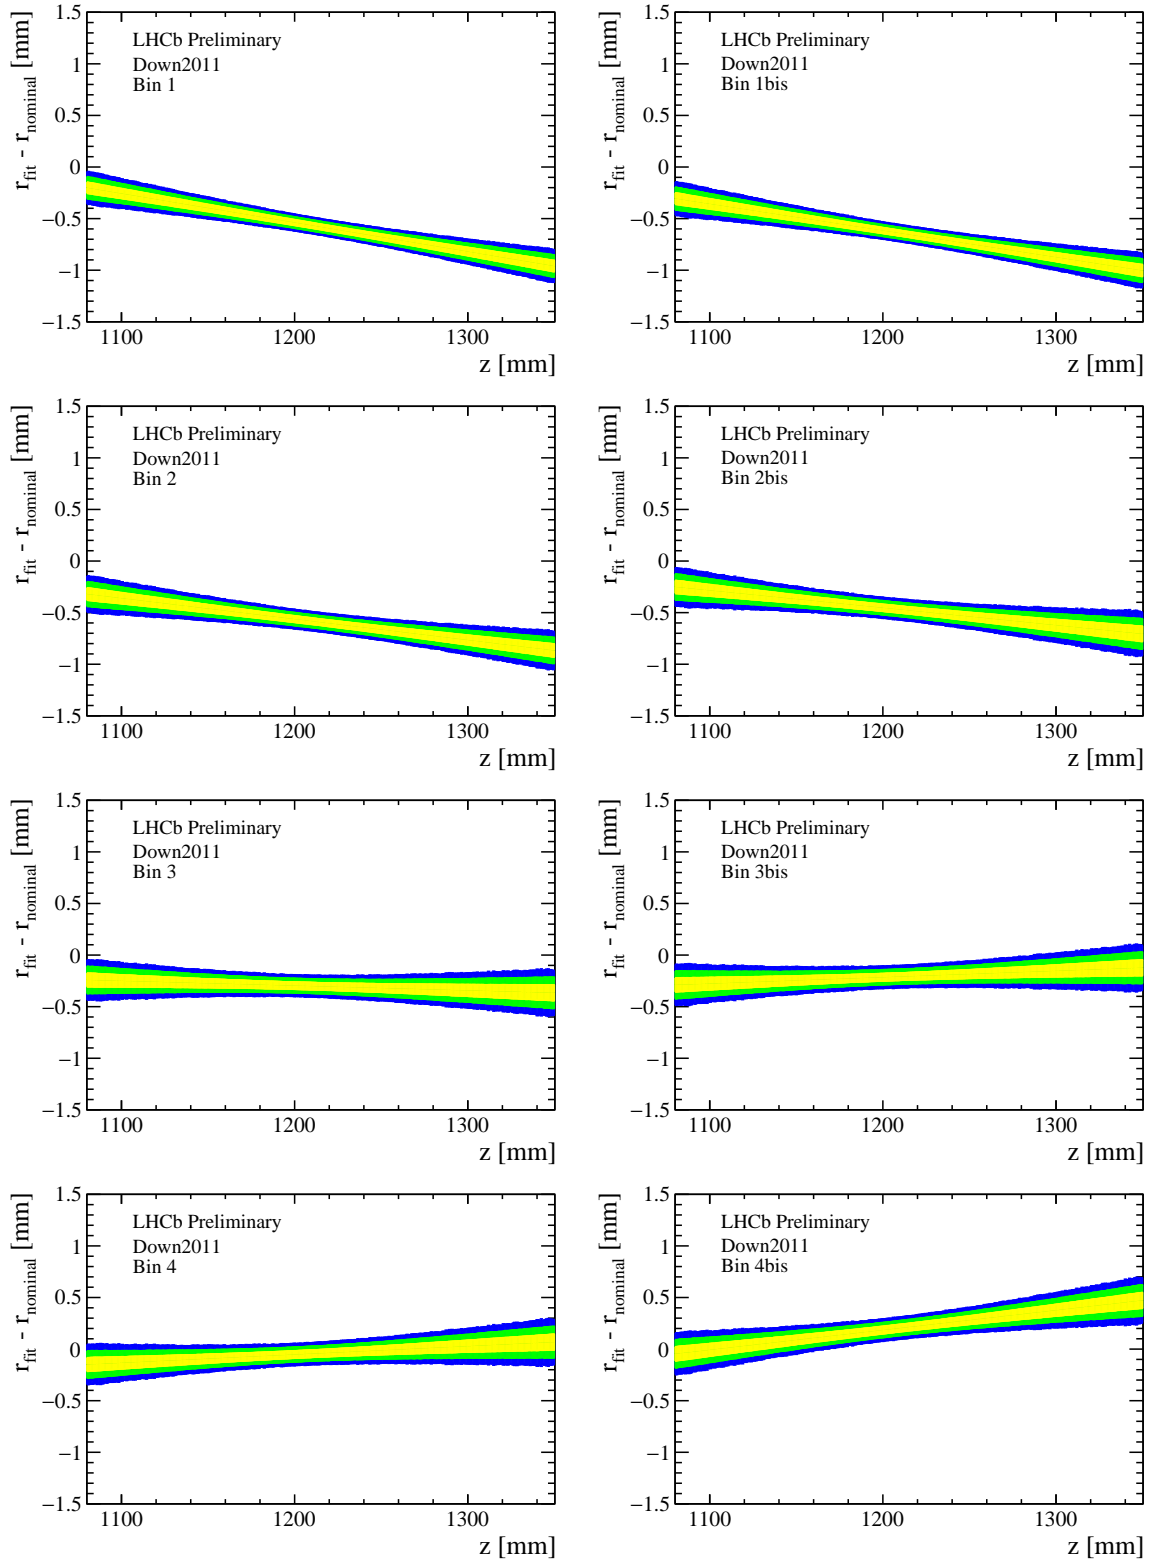 r_fit - r_nominal [mm]
1.5
1
0.5
0
−0.5
−1
−1.5
LHCb Preliminary
Down2011
Bin 1
1100 1200 1300
z [mm]
r_fit - r_nominal [mm]
1.5
1
0.5
0
−0.5
−1
−1.5
LHCb Preliminary
Down2011
Bin 1bis
1100 1200 1300
z [mm]
r_fit - r_nominal [mm]
1.5
1
0.5
0
−0.5
−1
−1.5
LHCb Preliminary
Down2011
Bin 2
1100 1200 1300
z [mm]
r_fit - r_nominal [mm]
1.5
1
0.5
0
−0.5
−1
−1.5
LHCb Preliminary
Down2011
Bin 2bis
1100 1200 1300
z [mm]
r_fit - r_nominal [mm]
1.5
1
0.5
0
−0.5
−1
−1.5
LHCb Preliminary
Down2011
Bin 3
1100 1200 1300
z [mm]
r_fit - r_nominal [mm]
1.5
1
0.5
0
−0.5
−1
−1.5
LHCb Preliminary
Down2011
Bin 3bis
1100 1200 1300
z [mm]
r_fit - r_nominal [mm]
1.5
1
0.5
0
−0.5
−1
−1.5
LHCb Preliminary
Down2011
Bin 4
1100 1200 1300
z [mm]
r_fit - r_nominal [mm]
1.5
1
0.5
0
−0.5
−1
−1.5
LHCb Preliminary
Down2011
Bin 4bis
1100 1200 1300
z [mm]